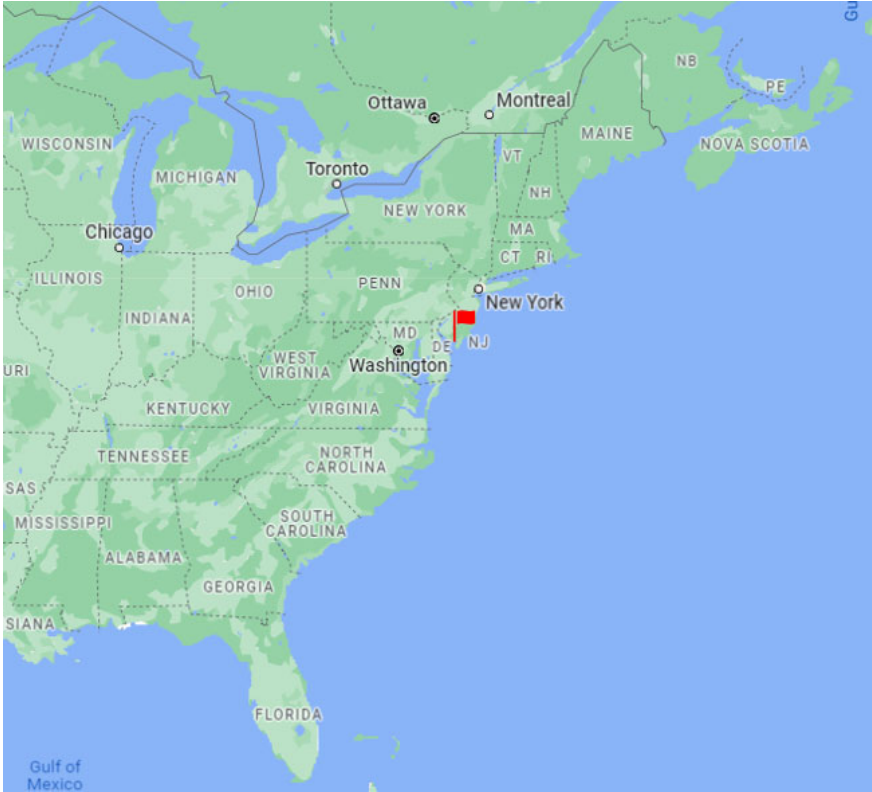 Gu
NB
PE
Ottawa
Montreal
MAINE
WISCONSIN
NOVA SCOTIA
VT
Toronto
MICHIGAN
NH
NEW YORK
MA
Chicago
CT
RI
ILLINOIS
OHIO
PENN
New York
INDIANA
MD
DE
NJ
WEST
VIRGINIA
Washington
URI
KENTUCKY
VIRGINIA
TENNESSEE
NORTH
CAROLINA
SAS
MISSISSIPPI
SOUTH
CAROLINA
ALABAMA
GEORGIA
SIANA
FLORIDA
Gulf of
Mexico